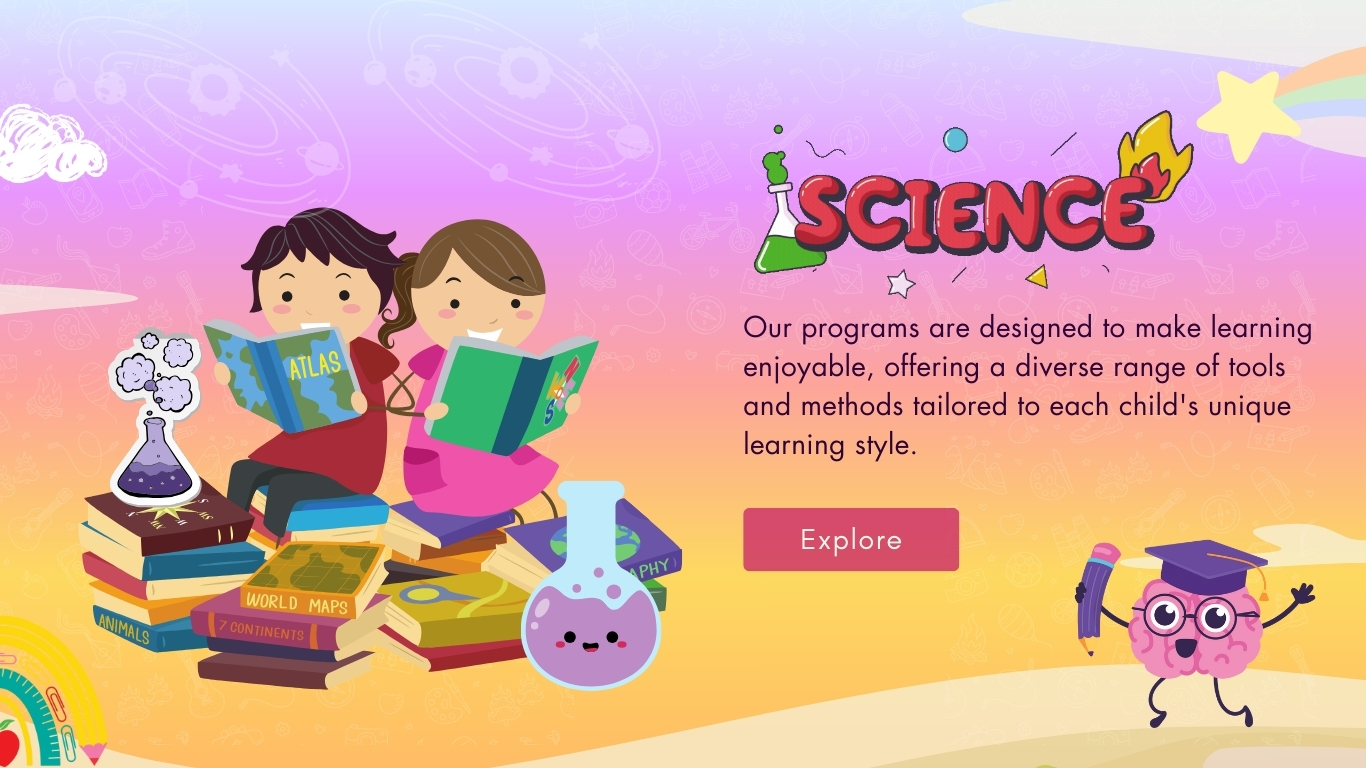 SCIENCE
Our programs are designed to make learning
enjoyable, offering a diverse range of tools
and methods tailored to each child's unique
learning style.
Explore
ATLAS
WORLD MAPS
7 CONTINENTS
ANIMALS